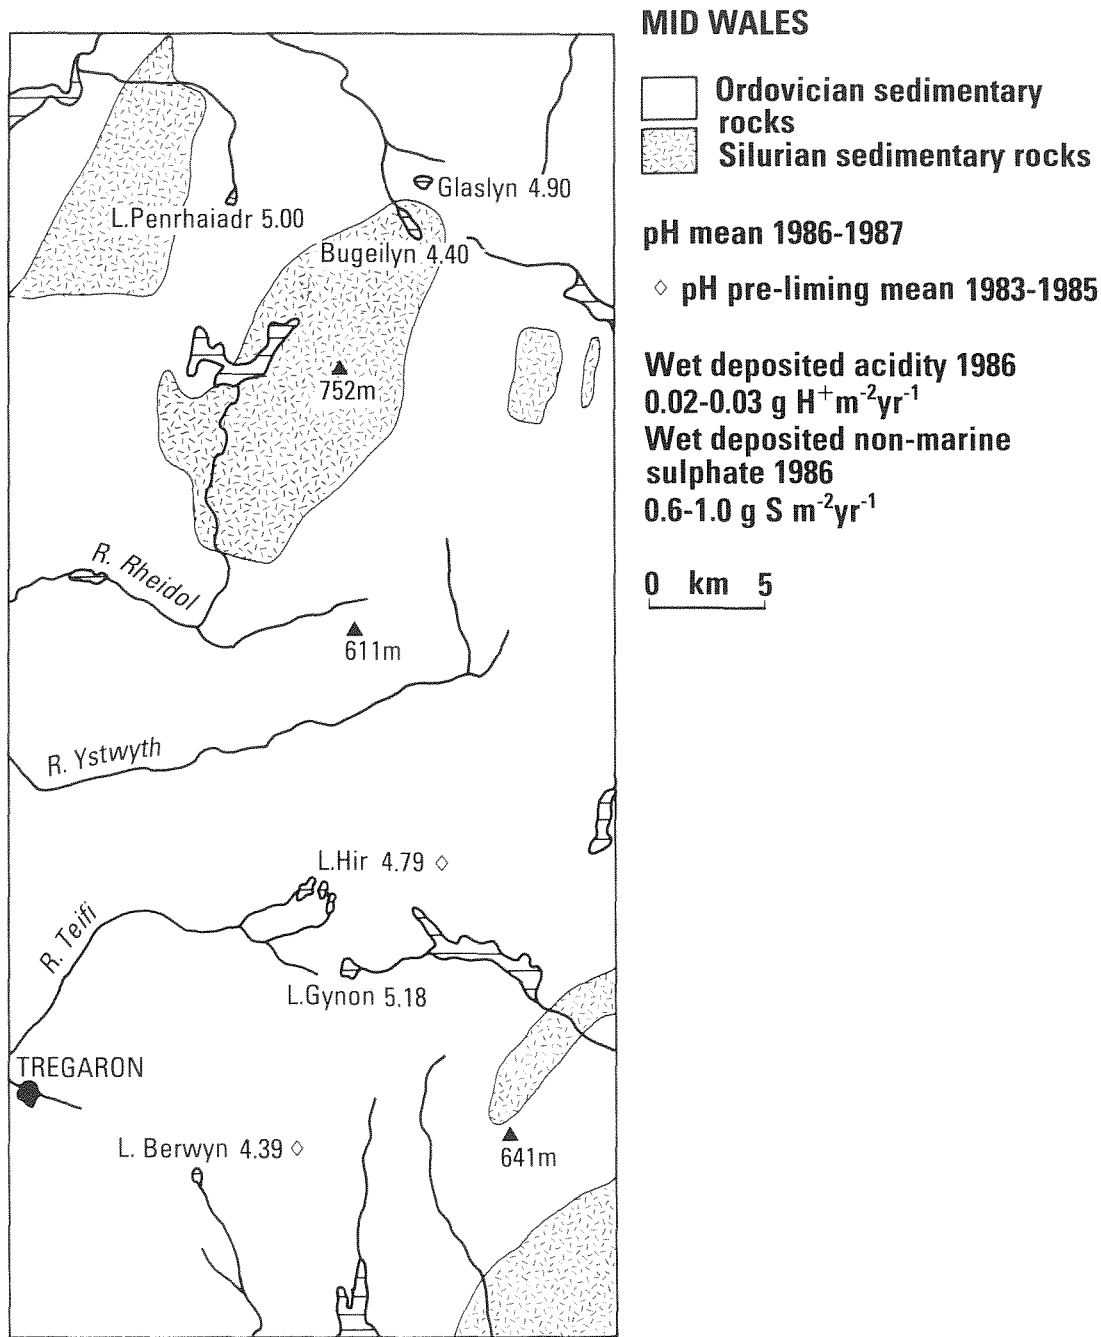 MID WALES
Ordovician sedimentary
rocks
Silurian sedimentary rocks
pH mean 1986-1987
◇ pH pre-liming mean 1983-1985
Wet deposited acidity 1986
0.02-0.03 g H⁺m⁻²yr⁻¹
Wet deposited non-marine
sulphate 1986
0.6-1.0 g S m⁻²yr⁻¹
0 km 5
Glaslyn 4.90
L.Penrhaiadr 5.00
Bugeilyn 4.40
752m
R. Rheidol
611m
R. Ystwyth
L.Hir 4.79 ◇
R. Teifi
L.Gynon 5.18
TREGARON
L. Berwyn 4.39 ◇
641m